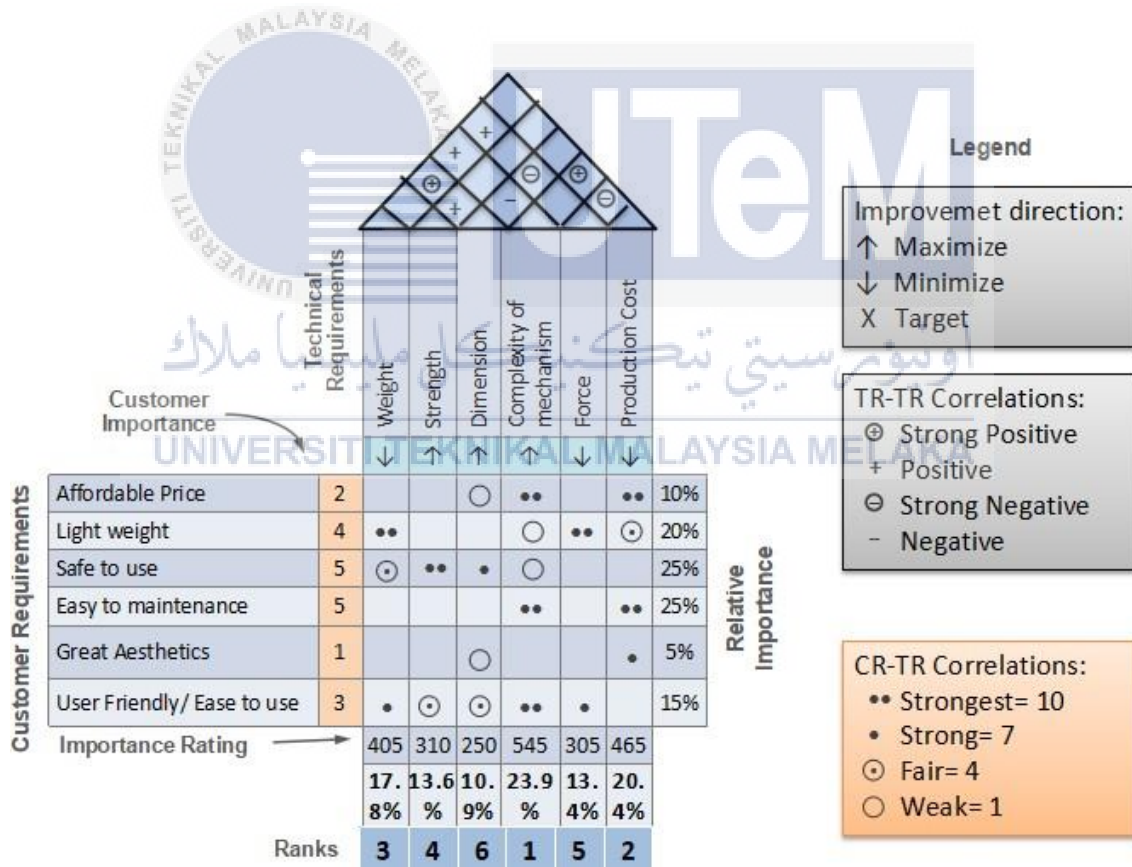 UNIVERSITI TEKNIKAL MALAYSIA MELAKA
UTeM
اونيورسيتي تيكنيكل مليسيا ملاك
UNIVERSITI TEKNIKAL MALAYSIA MELAKA
Technical
Requirements
Weight
Strength
Dimension
Complexity of
mechanism
Force
Production Cost
+ + ⊕ + ⊖ - ⊕ ⊖
Customer
Importance
↓ ↑ ↑ ↑ ↓ ↓
Customer Requirements
Affordable Price 2 ○ •• •• 10%
Light weight 4 •• ○ •• ⊙ 20%
Safe to use 5 ⊙ •• • ○ 25%
Easy to maintenance 5 •• •• 25%
Great Aesthetics 1 ○ • 5%
User Friendly/ Ease to use 3 • ⊙ ⊙ •• • 15%
Relative
Importance
Importance Rating 405 310 250 545 305 465
17. 13.6 10. 23.9 13. 20.
8% % 9% % 4% 4%
Ranks 3 4 6 1 5 2
Legend
Improvemet direction:
↑ Maximize
↓ Minimize
X Target
TR-TR Correlations:
⊕ Strong Positive
+ Positive
⊖ Strong Negative
- Negative
CR-TR Correlations:
•• Strongest= 10
• Strong= 7
⊙ Fair= 4
○ Weak= 1